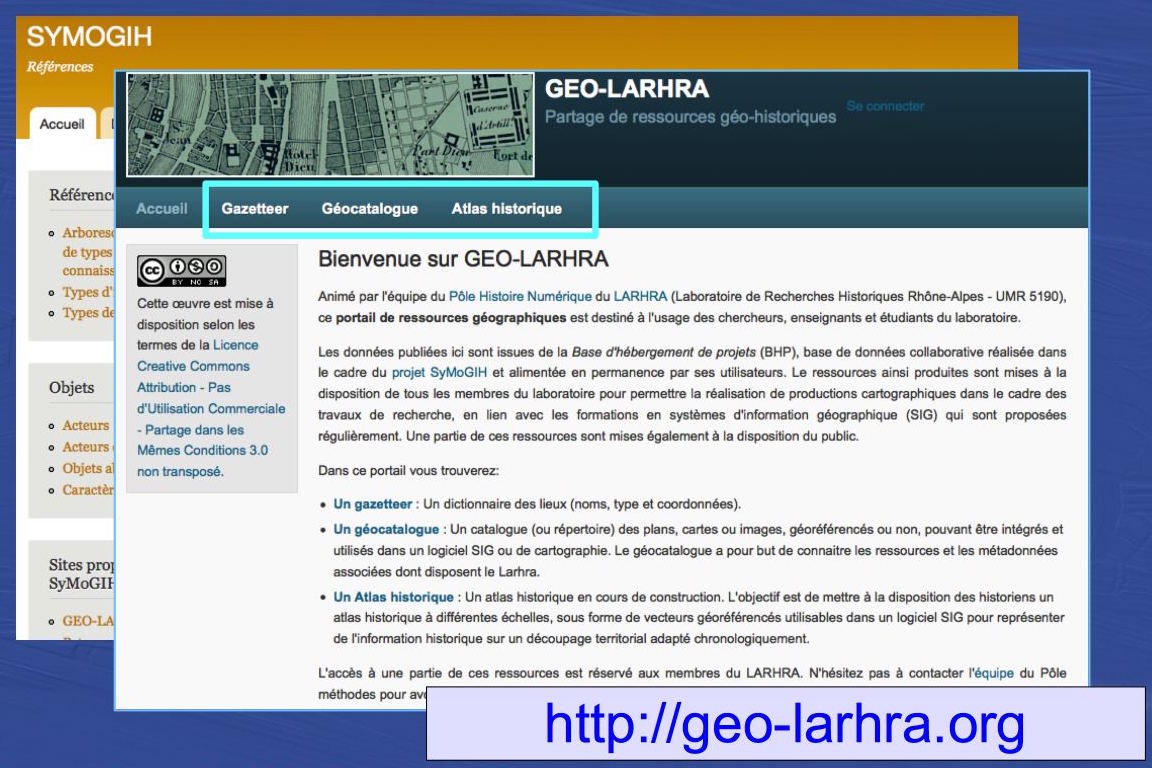 SYMOGIH
Références
Accueil
Référenc
Arboresc
de types
connaiss
Types d'
Types de
Objets
Acteurs
Acteurs
Objets al
Caractèr
Sites prop
SyMoGIH
GEO-LA
Caserne
d'Artill.
Part Dieu
Fort de
Hotel
Dieu
Jean
GEO-LARHRA
Partage de ressources géo-historiques
Se connecter
Accueil
Gazetteer
Géocatalogue
Atlas historique
cc
BY NC SA
Cette œuvre est mise à
disposition selon les
termes de la Licence
Creative Commons
Attribution - Pas
d'Utilisation Commerciale
- Partage dans les
Mêmes Conditions 3.0
non transposé.
Bienvenue sur GEO-LARHRA
Animé par l'équipe du Pôle Histoire Numérique du LARHRA (Laboratoire de Recherches Historiques Rhône-Alpes - UMR 5190),
ce portail de ressources géographiques est destiné à l'usage des chercheurs, enseignants et étudiants du laboratoire.
Les données publiées ici sont issues de la Base d'hébergement de projets (BHP), base de données collaborative réalisée dans
le cadre du projet SyMoGIH et alimentée en permanence par ses utilisateurs. Le ressources ainsi produites sont mises à la
disposition de tous les membres du laboratoire pour permettre la réalisation de productions cartographiques dans le cadre des
travaux de recherche, en lien avec les formations en systèmes d'information géographique (SIG) qui sont proposées
régulièrement. Une partie de ces ressources sont mises également à la disposition du public.
Dans ce portail vous trouverez:
Un gazetteer : Un dictionnaire des lieux (noms, type et coordonnées).
Un géocatalogue : Un catalogue (ou répertoire) des plans, cartes ou images, géoréférencés ou non, pouvant être intégrés et
utilisés dans un logiciel SIG ou de cartographie. Le géocatalogue a pour but de connaitre les ressources et les métadonnées
associées dont disposent le Larhra.
Un Atlas historique : Un atlas historique en cours de construction. L'objectif est de mettre à la disposition des historiens un
atlas historique à différentes échelles, sous forme de vecteurs géoréférencés utilisables dans un logiciel SIG pour représenter
de l'information historique sur un découpage territorial adapté chronologiquement.
L'accès à une partie de ces ressources est réservé aux membres du LARHRA. N'hésitez pas à contacter l'équipe du Pôle
méthodes pour av
http://geo-larhra.org